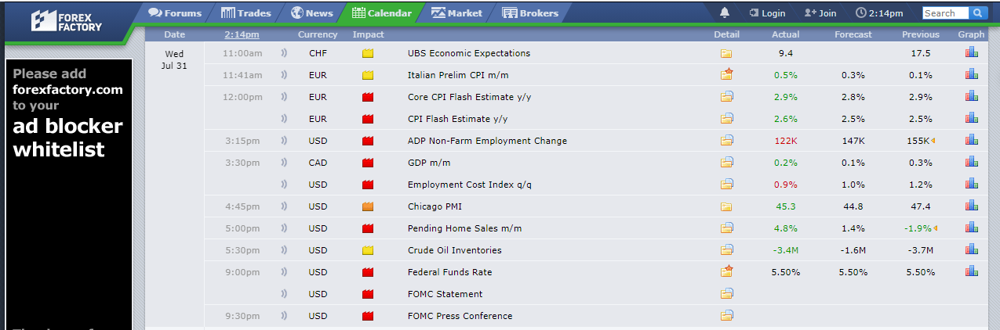 FOREX FACTORY
Forums Trades News Calendar Market Brokers Login Join 2:14pm Search
Date 2:14pm Currency Impact Detail Actual Forecast Previous Graph
Wed Jul 31
11:00am CHF UBS Economic Expectations 9.4 17.5
11:41am EUR Italian Prelim CPI m/m 0.5% 0.3% 0.1%
12:00pm EUR Core CPI Flash Estimate y/y 2.9% 2.8% 2.9%
EUR CPI Flash Estimate y/y 2.6% 2.5% 2.5%
3:15pm USD ADP Non-Farm Employment Change 122K 147K 155K
3:30pm CAD GDP m/m 0.2% 0.1% 0.3%
USD Employment Cost Index q/q 0.9% 1.0% 1.2%
4:45pm USD Chicago PMI 45.3 44.8 47.4
5:00pm USD Pending Home Sales m/m 4.8% 1.4% -1.9%
5:30pm USD Crude Oil Inventories -3.4M -1.6M -3.7M
9:00pm USD Federal Funds Rate 5.50% 5.50% 5.50%
USD FOMC Statement
9:30pm USD FOMC Press Conference
Please add
forexfactory.com
to your
ad blocker
whitelist